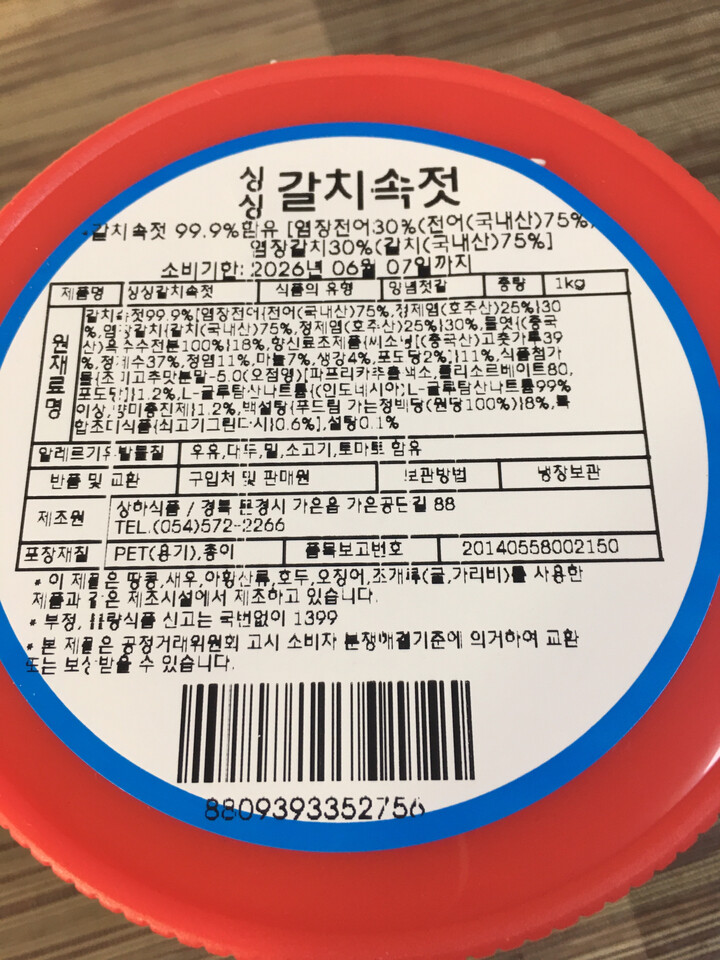 싱싱 갈치속젓
갈치속젓 99.9%함유 [염장전어30%(전어(국내산)75%,
염장갈치30%(갈치(국내산)75%]
소비기한: 2026년 06월 07일까지
제품명 싱싱갈치속젓 식품의 유형 양념젓갈 총량 1kg
원재료명
갈치속젓99.9%[염장전어{전어(국내산)75%,정제염(호주산)25%}30
%,염장갈치{갈치(국내산)75%,정제염(호주산)25%}30%,물엿{(중국
산)옥수수전분100%}18%,향신료조제품{(중국산)고춧가루39
%,정제수37%,정염11%,마늘7%,생강4%,포도당2%}11%,식품첨가
물{조미고추맛분말-5.0(오점영)[파프리카추출색소,폴리소르베이트80,
포도당]}1.2%,L-글루탐산나트륨{(인도네시아)L-글루탐산나트륨99%
이상,향미증진제}1.2%,백설탕{푸드림 가는정백당(원당100%)}8%,복
합조미식품{쇠고기그린다시}0.6%],설탕0.1%
알레르기유발물질 우유,대두,밀,소고기,토마토 함유
반품 및 교환 구입처 및 판매원 보관방법 냉장보관
제조원 상하식품 / 경북 문경시 가은읍 가은공단길 88
TEL.(054)572-2266
포장재질 PET(용기),종이 품목보고번호 20140558002150
* 이 제품은 땅콩,새우,아황산류,호두,오징어,조개류(굴,가리비)를 사용한
제품과 같은 제조시설에서 제조하고 있습니다.
* 부정, 불량식품 신고는 국번없이 1399
* 본 제품은 공정거래위원회 고시 소비자 분쟁해결기준에 의거하여 교환
또는 보상받을 수 있습니다.
8809393352756